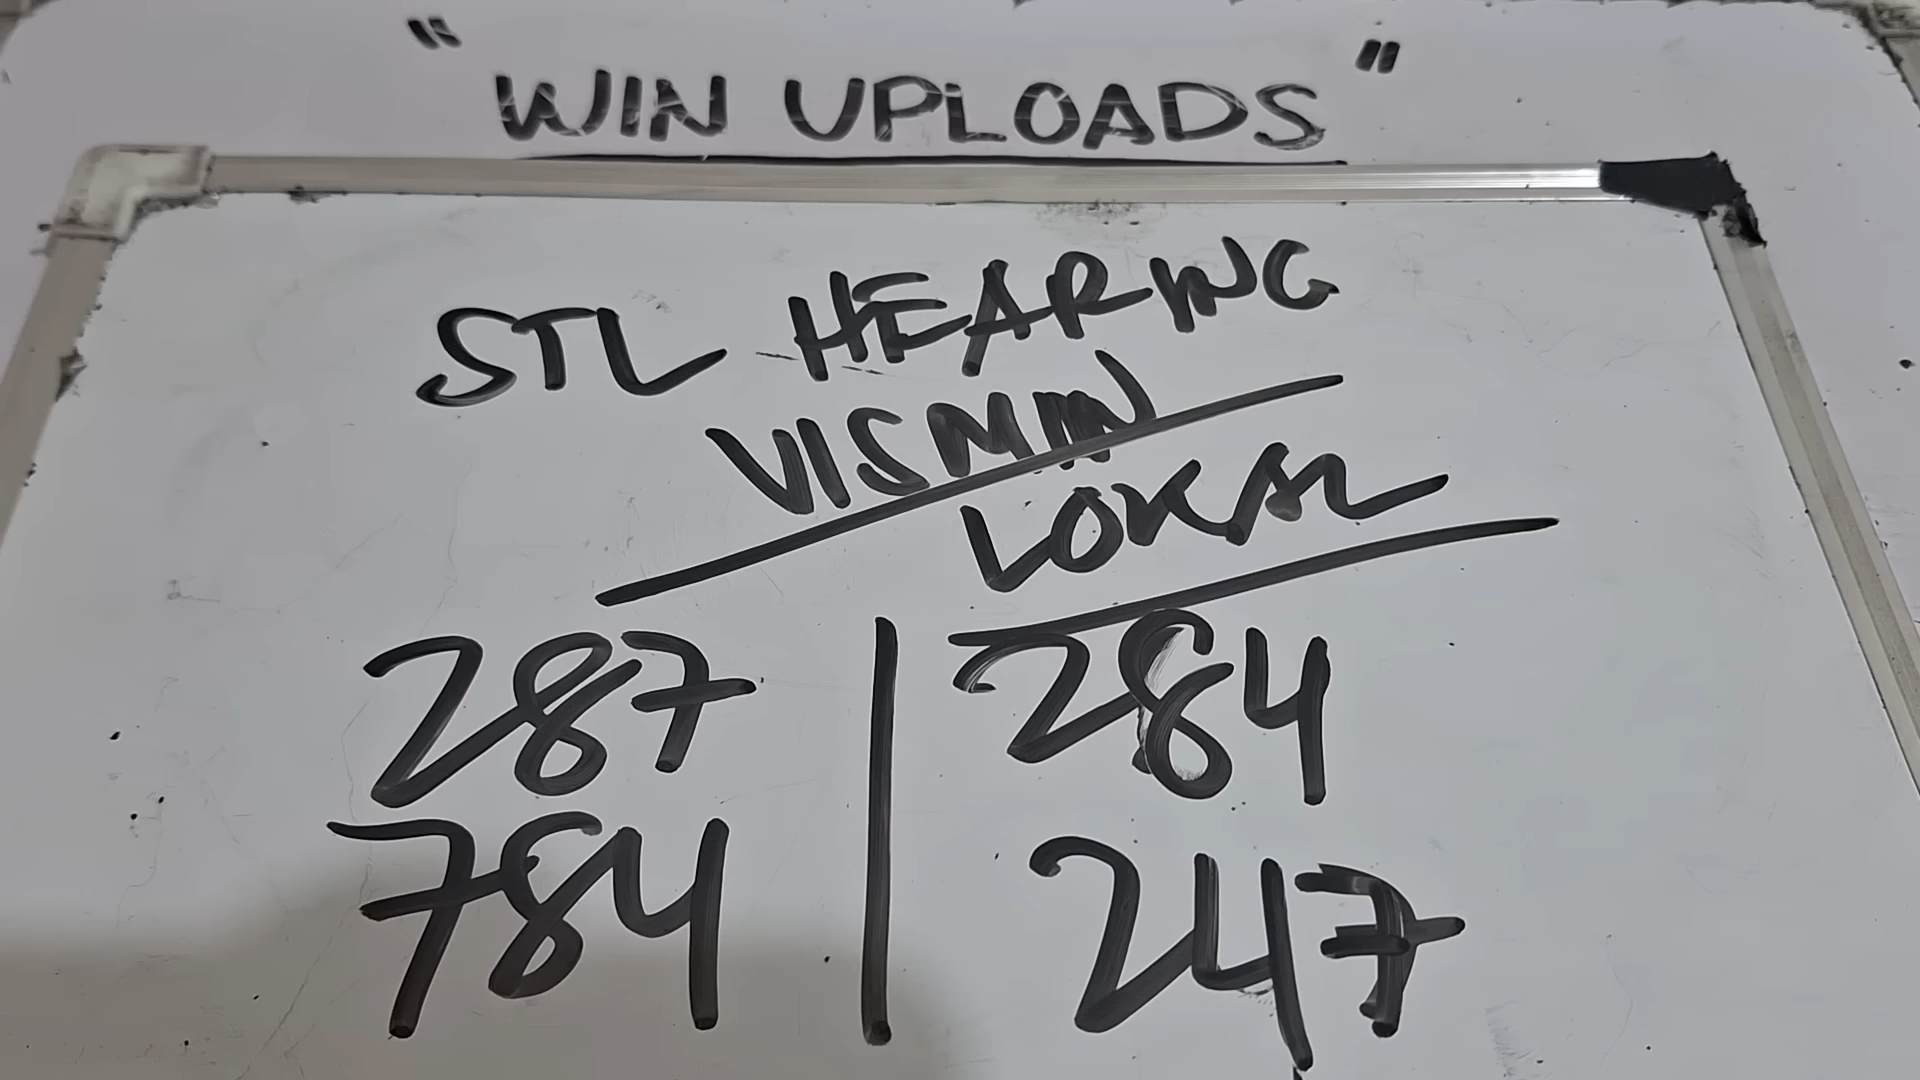 "WIN UPLOADS"
STL HEARING
VISMIN
LOKAL
287 | 284
784 | 247